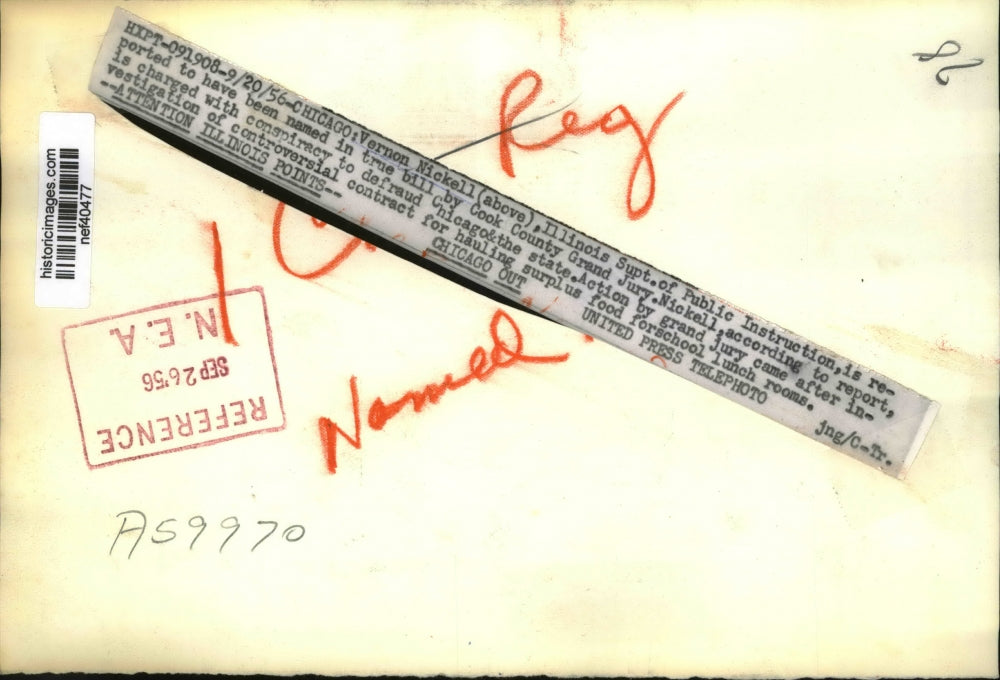 HXPT-091908-9/20/56-CHICAGO:Vernon Nickell(above),Illinois Supt.of Public Instruction,is re-
ported to have been named in true bill by Cook County Grand Jury.Nickell,according to report,
is charged with conspiracy to defraud Chicago&the state.Action by grand jury came after in-
vestigation of controversial contract for hauling surplus food forschool lunch rooms.
--ATTENTION ILLINOIS POINTS-- CHICAGO OUT UNITED PRESS TELEPHOTO jng/C-Tr.
Reg
Named
historicimages.com
nef40477
REFERENCE
SEP 26'56
N.E.A.
A59970